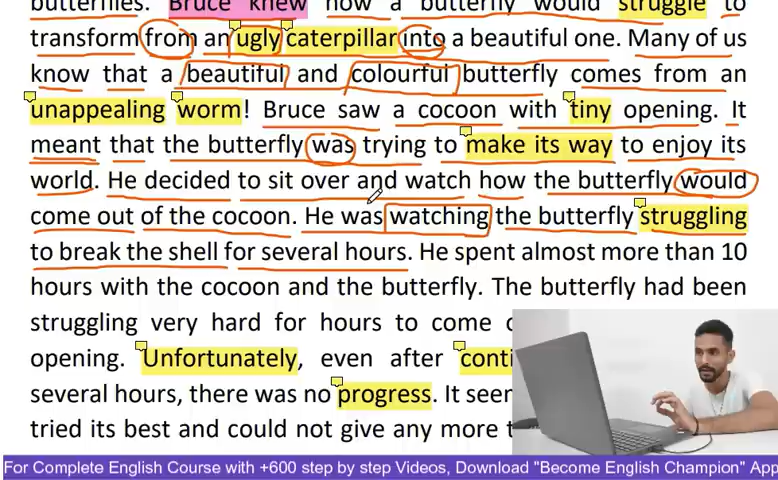 butterflies. Bruce knew how a butterfly would struggle to
transform from an ugly caterpillar into a beautiful one. Many of us
know that a beautiful and colourful butterfly comes from an
unappealing worm! Bruce saw a cocoon with tiny opening. It
meant that the butterfly was trying to make its way to enjoy its
world. He decided to sit over and watch how the butterfly would
come out of the cocoon. He was watching the butterfly struggling
to break the shell for several hours. He spent almost more than 10
hours with the cocoon and the butterfly. The butterfly had been
struggling very hard for hours to come
opening. Unfortunately, even after
several hours, there was no progress. It
tried its best and could not give any more
For Complete English Course with +600 step by step Videos, Download "Become English Champion" App